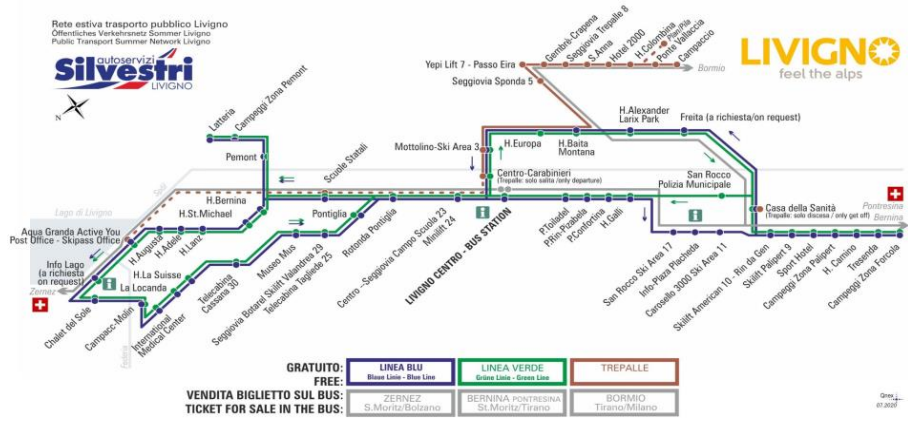 Rete estiva trasporto pubblico Livigno
Öffentliches Verkehrsnetz Sommer Livigno
Public Transport Summer Network Livigno
autoservizi
Silvestri
LIVIGNO
N
LIVIGNO
feel the alps
Gembrè-Crapena
Seggiovia Trepalle 8
S.Anna
Hotel 2000
H.Colombina
Plan/Pila
Ponte Vallaccia
Campaccio
Bormio
Yepi Lift 7 - Passo Eira
Seggiovia Sponda 5
Latteria
Campeggi Zona Pemont
Pemont
Scuole Statali
Mottolino-Ski Area 3
H.Europa
H.Baita
Montana
H.Alexander
Larix Park
Freita (a richiesta/on request)
Centro-Carabinieri
(Trepalle: solo salita /only departure)
San Rocco
Polizia Municipale
Casa della Sanità
(Trepalle: solo discesa / only get off)
Pontresina
Bernina
Spöl
Lago di Livigno
H.Bernina
H.St.Michael
H.Lanz
H.Adele
H.Augusta
Aqua Granda Active You
Post Office - Skipass Office
Info Lago
(a richiesta
on request)
Zernez
Chalet del Sole
Campacc-Molin
Federia
La Locanda
H.La Suisse
International
Medical Center
Telecabina
Cassana 30
Museo Mus
Pontiglia
Seggiovia Botarel Skilift Valandrea 29
Telecabina Tagliede 25
Rotonda Pontiglia
Centro –Seggiovia Campo Scuola 23
Minilift 24
LIVIGNO CENTRO - BUS STATION
P.Tolladel
P.Rin-Pizabela
P.Confortina
H.Galli
San Rocco Ski Area 17
Info-Plaza Placheda
Carosello 3000 Ski Area 11
Skilift American 10 - Rin da Gen
Skilift Palipert 9
Sport Hotel
Campeggi Zona Palipert
H. Camino
Tresenda
Campeggi Zona Forcola
GRATUITO:
FREE:
LINEA BLU
Blaue Linie - Blue Line
LINEA VERDE
Grüne Linie - Green Line
TREPALLE
VENDITA BIGLIETTO SUL BUS:
TICKET FOR SALE IN THE BUS:
ZERNEZ
S.Moritz/Bolzano
BERNINA PONTRESINA
St.Moritz/Tirano
BORMIO
Tirano/Milano
Qnex
07.2020